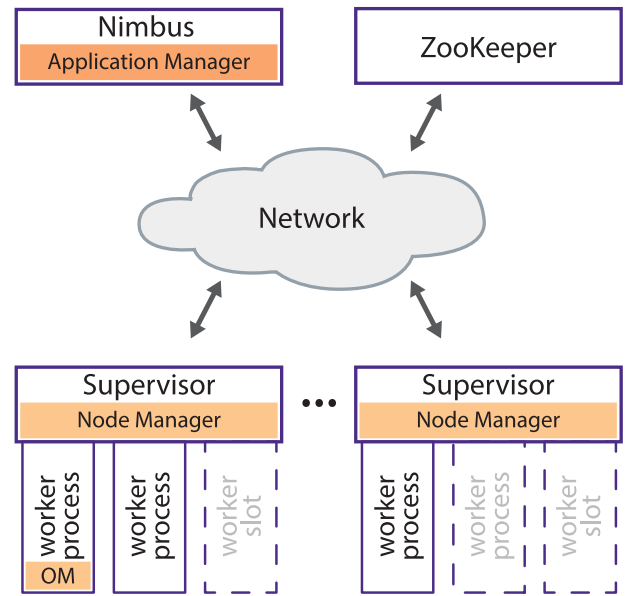 Nimbus
Application Manager
ZooKeeper
Network
Supervisor
Node Manager
...
Supervisor
Node Manager
worker
process
OM
worker
process
worker
slot
worker
process
worker
process
worker
slot